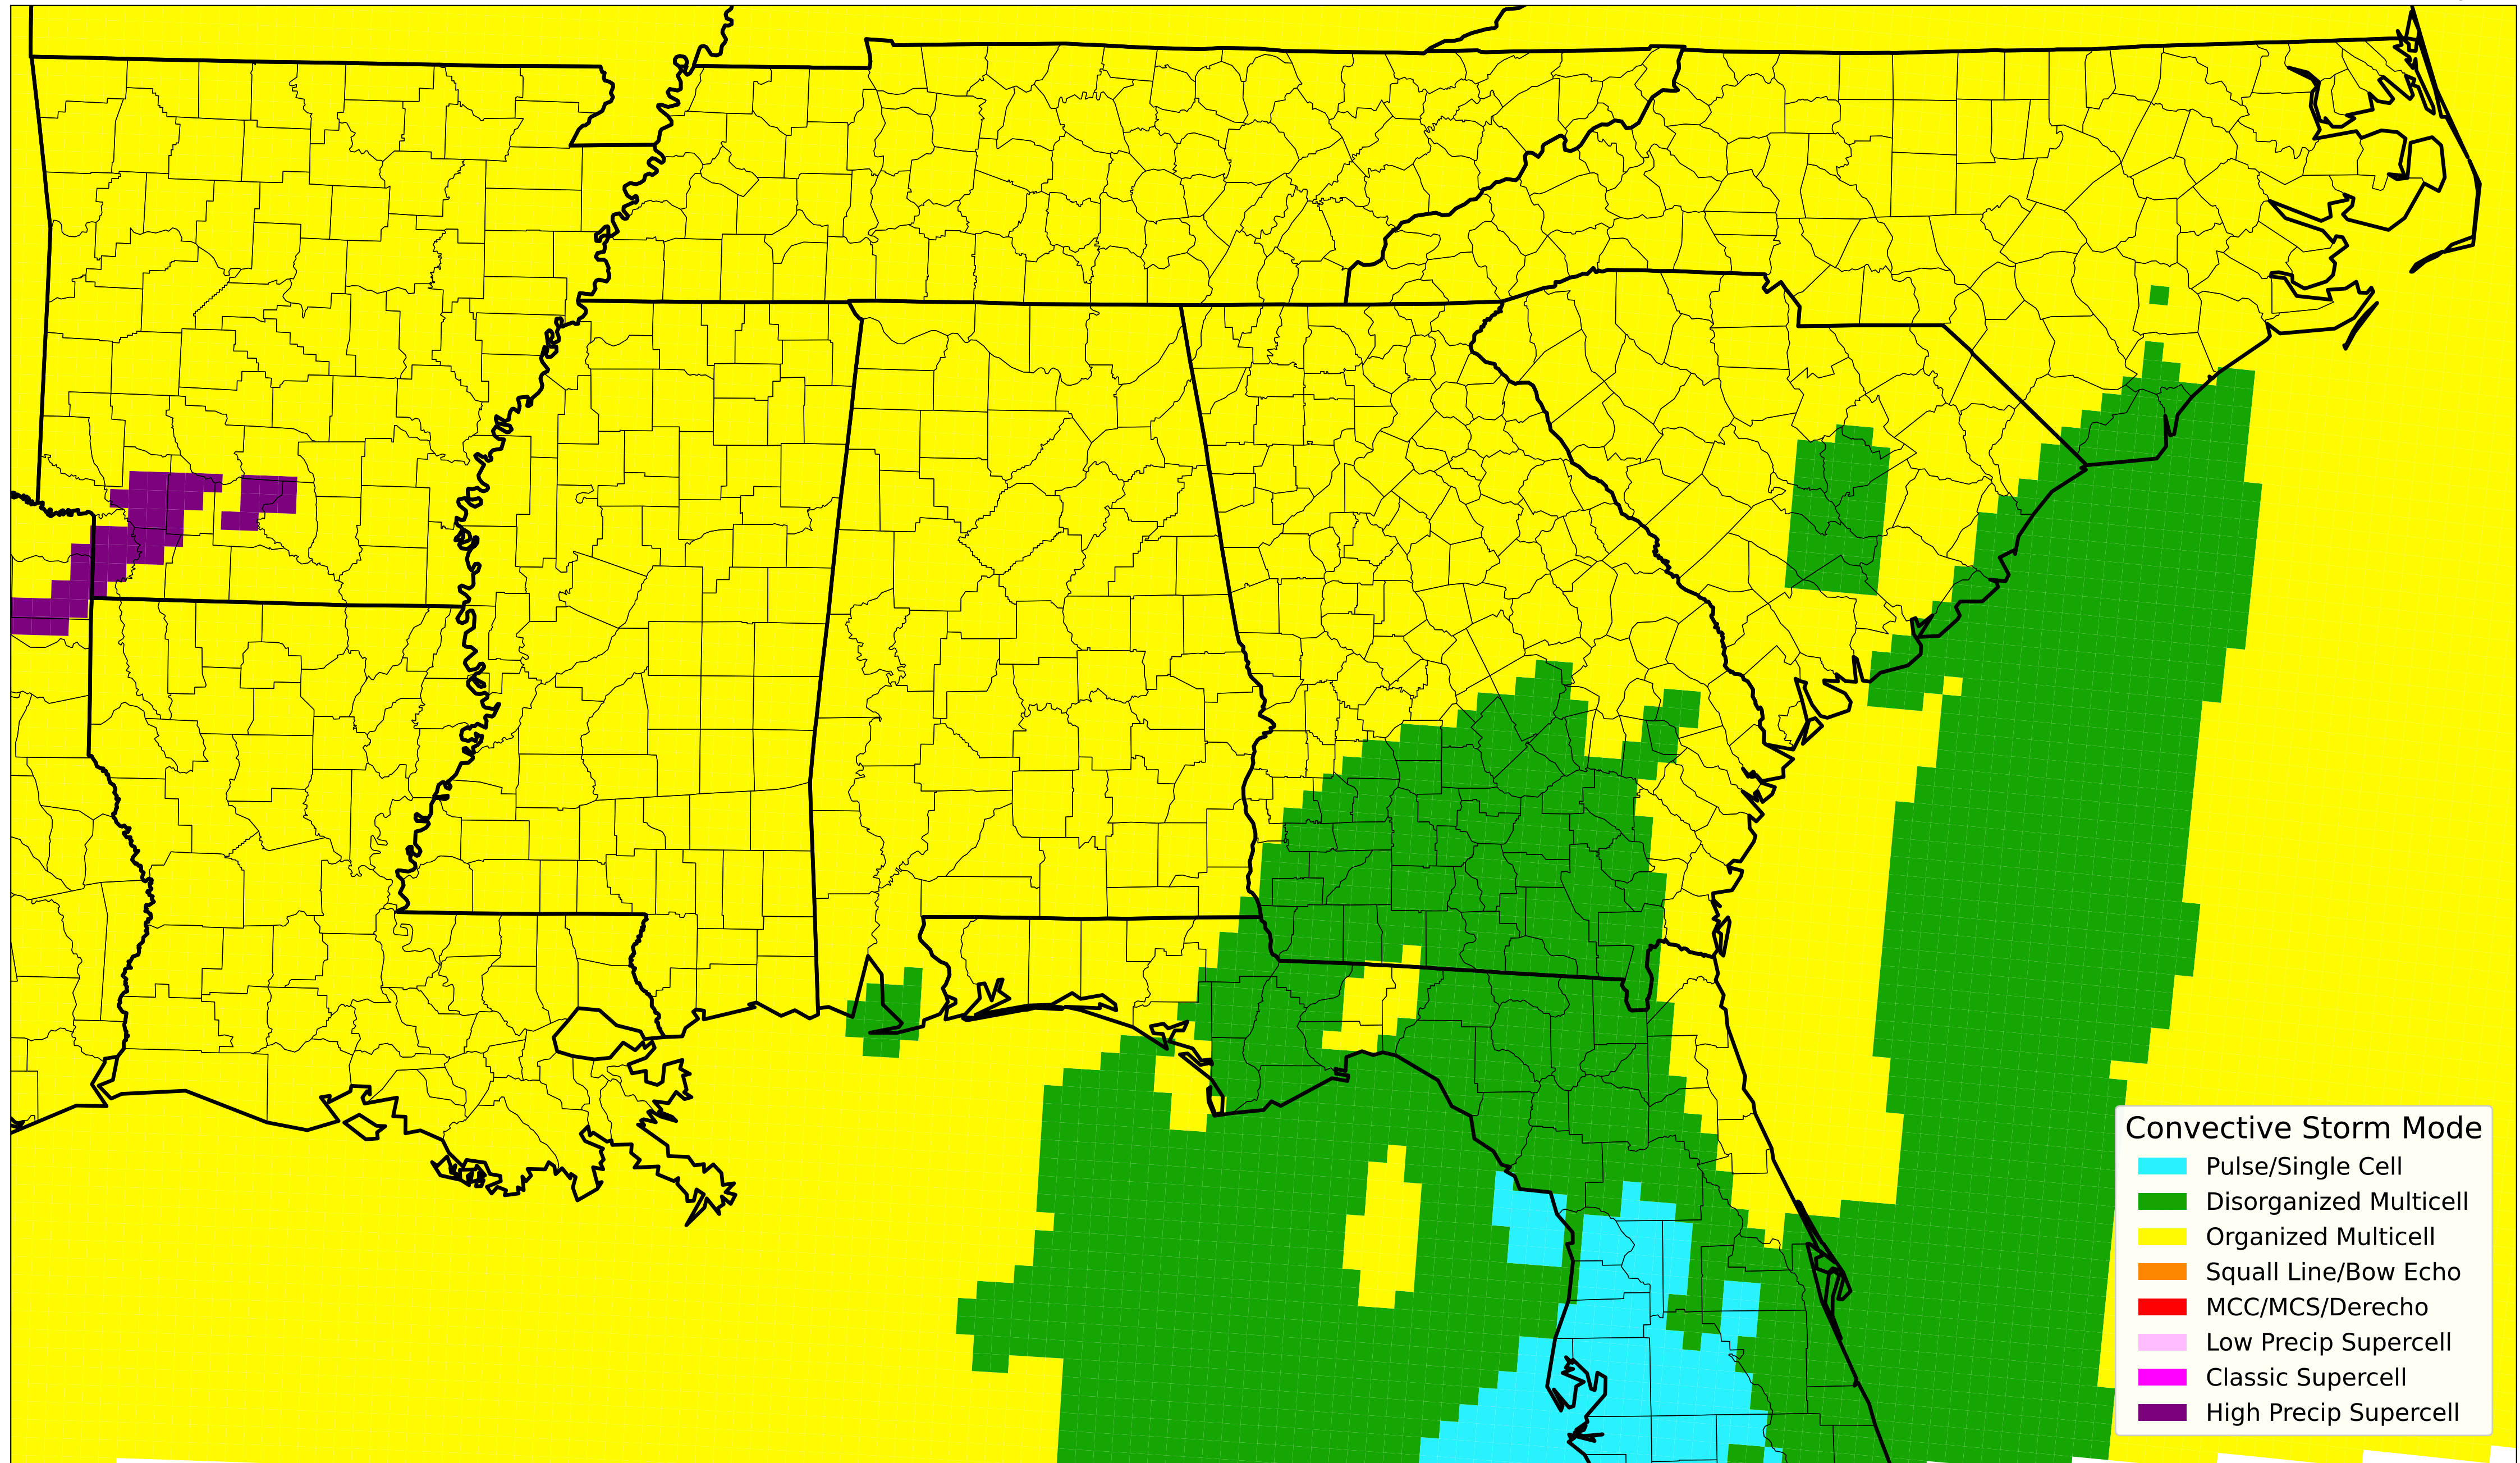 Convective Storm Mode
Pulse/Single Cell
Disorganized Multicell
Organized Multicell
Squall Line/Bow Echo
MCC/MCS/Derecho
Low Precip Supercell
Classic Supercell
High Precip Supercell